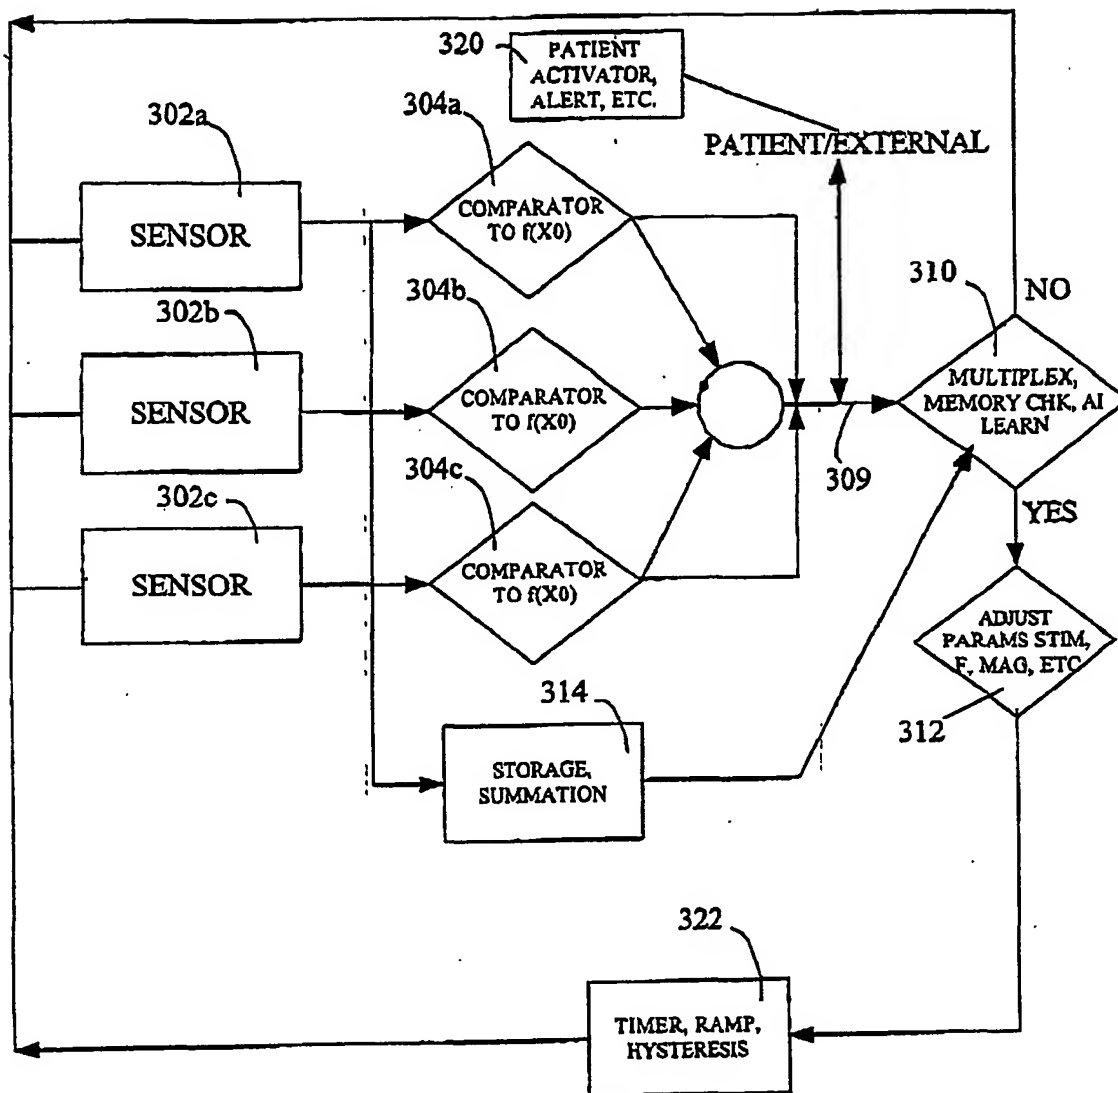 320
PATIENT
ACTIVATOR,
ALERT, ETC.
302a
304a
PATIENT/EXTERNAL
SENSOR
COMPARATOR
TO f(X0)
302b
304b
310
NO
SENSOR
COMPARATOR
TO f(X0)
MULTIPLEX,
MEMORY CHK, AI
LEARN
302c
304c
309
YES
SENSOR
COMPARATOR
TO f(X0)
ADJUST
PARAMS STIM,
F, MAG, ETC
314
312
STORAGE,
SUMMATION
322
TIMER, RAMP,
HYSTERESIS